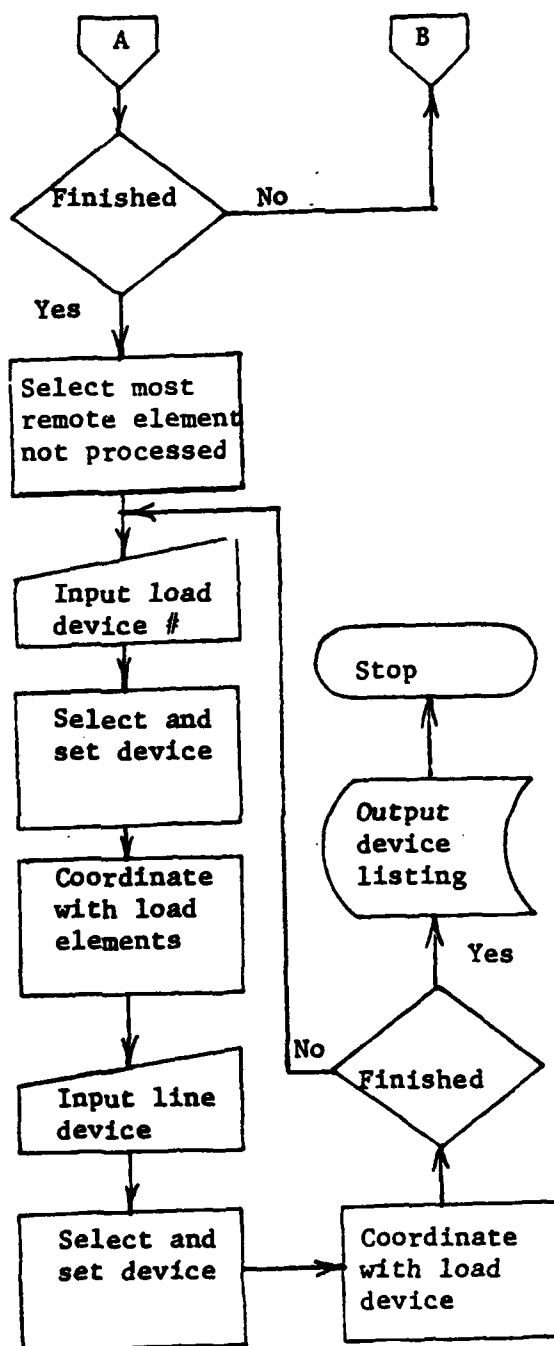 A
B
Finished
No
Yes
Select most
remote element
not processed
Input load
device #
Select and
set device
Coordinate
with load
elements
Input line
device
Select and
set device
Coordinate
with load
device
Finished
No
Yes
Output
device
listing
Stop